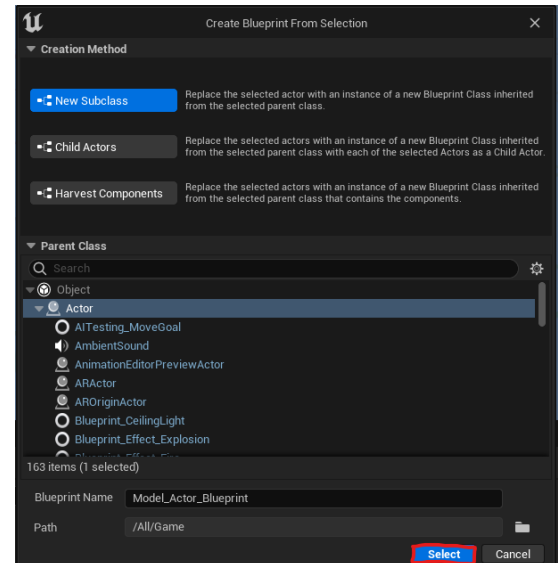 Create Blueprint From Selection
Creation Method
New Subclass
Replace the selected actor with an instance of a new Blueprint Class inherited
from the selected parent class.
Child Actors
Replace the selected actors with an instance of a new Blueprint Class inherited
from the selected parent class with each of the selected Actors as a Child Actor.
Harvest Components
Replace the selected actors with an instance of a new Blueprint Class inherited
from the selected parent class that contains the components.
Parent Class
Search
Object
Actor
AITesting_MoveGoal
AmbientSound
AnimationEditorPreviewActor
ARActor
AROriginActor
Blueprint_CeilingLight
Blueprint_Effect_Explosion
163 items (1 selected)
Blueprint Name
Model_Actor_Blueprint
Path
/All/Game
Select
Cancel